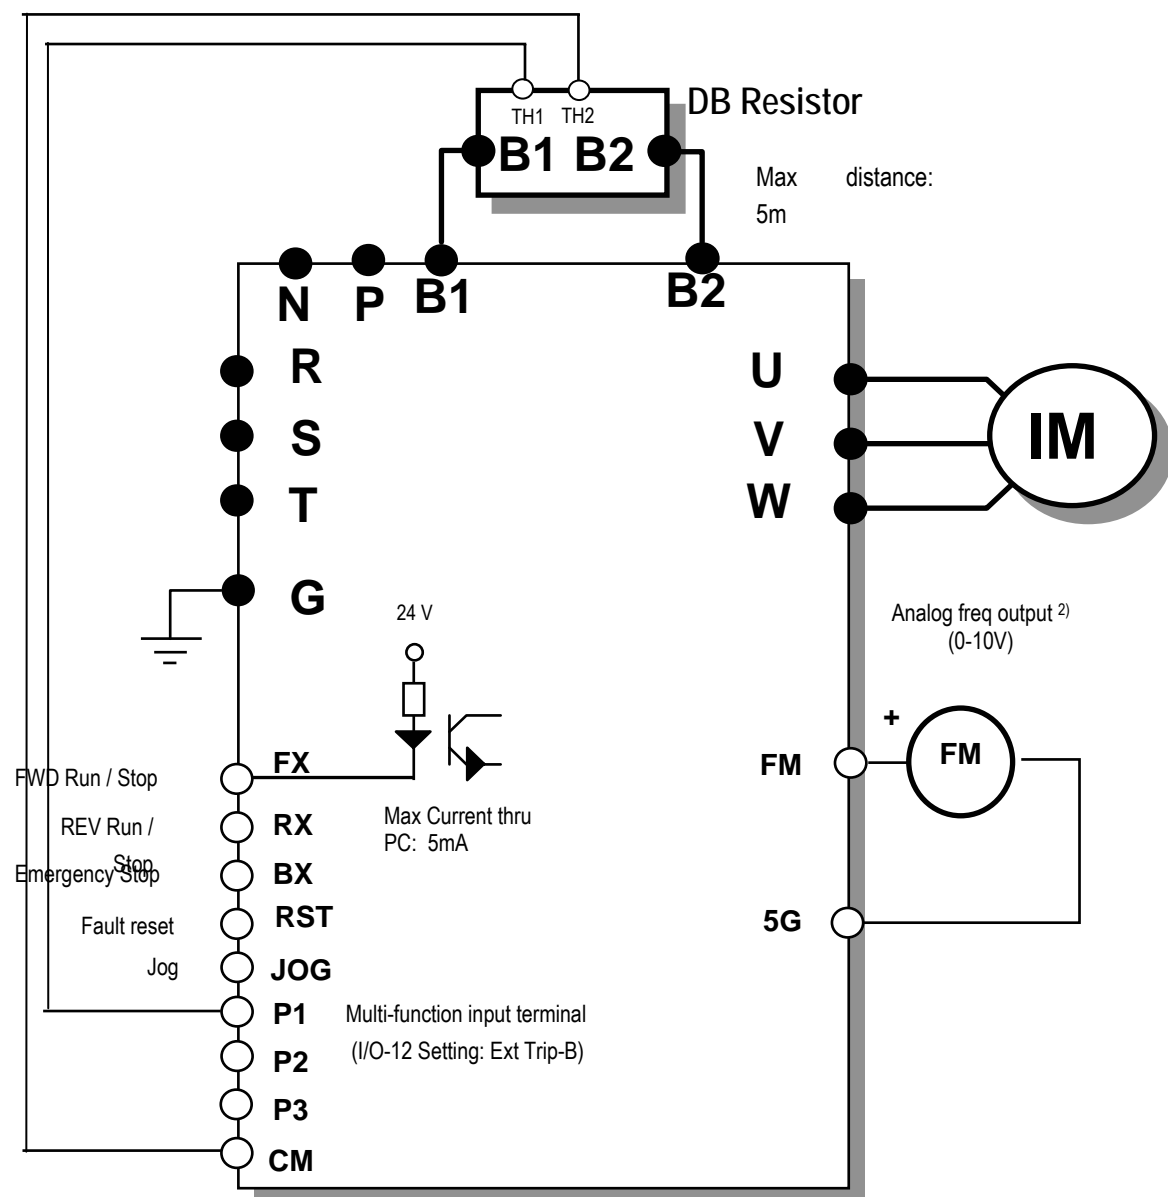 TH1 TH2
DB Resistor
B1 B2
Max distance:
5m
N P B1 B2
R
S
T
G
U
V
W
IM
24 V
Analog freq output 2)
(0-10V)
FWD Run / Stop
FX
+
FM
FM
REV Run /
Stop
RX
Max Current thru
PC: 5mA
Emergency Stop
BX
Fault reset
RST
5G
Jog
JOG
P1
Multi-function input terminal
(I/O-12 Setting: Ext Trip-B)
P2
P3
CM